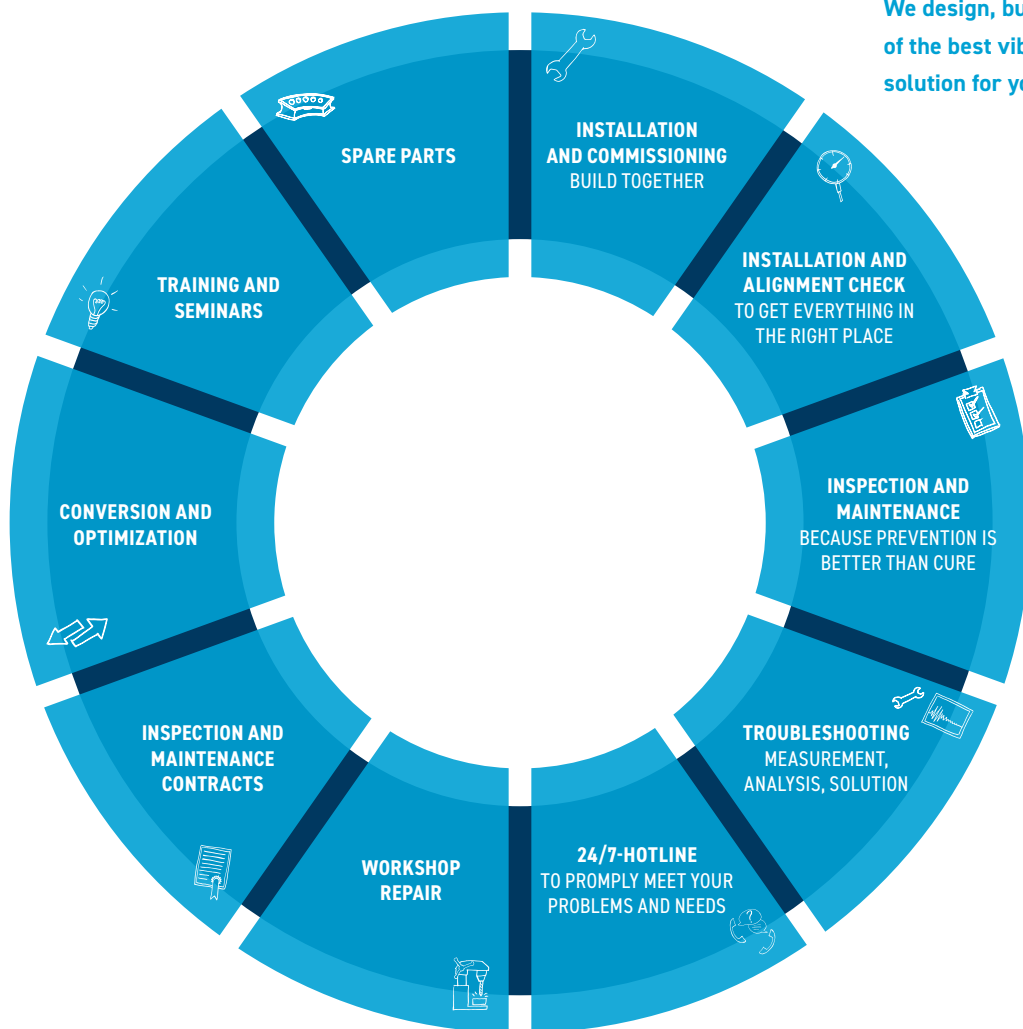 We design, bu
of the best vib
solution for yo
INSTALLATION
AND COMMISSIONING
BUILD TOGETHER
INSTALLATION AND
ALIGNMENT CHECK
TO GET EVERYTHING IN
THE RIGHT PLACE
INSPECTION AND
MAINTENANCE
BECAUSE PREVENTION IS
BETTER THAN CURE
TROUBLESHOOTING
MEASUREMENT,
ANALYSIS, SOLUTION
24/7-HOTLINE
TO PROMPLY MEET YOUR
PROBLEMS AND NEEDS
WORKSHOP
REPAIR
INSPECTION AND
MAINTENANCE
CONTRACTS
CONVERSION AND
OPTIMIZATION
TRAINING AND
SEMINARS
SPARE PARTS